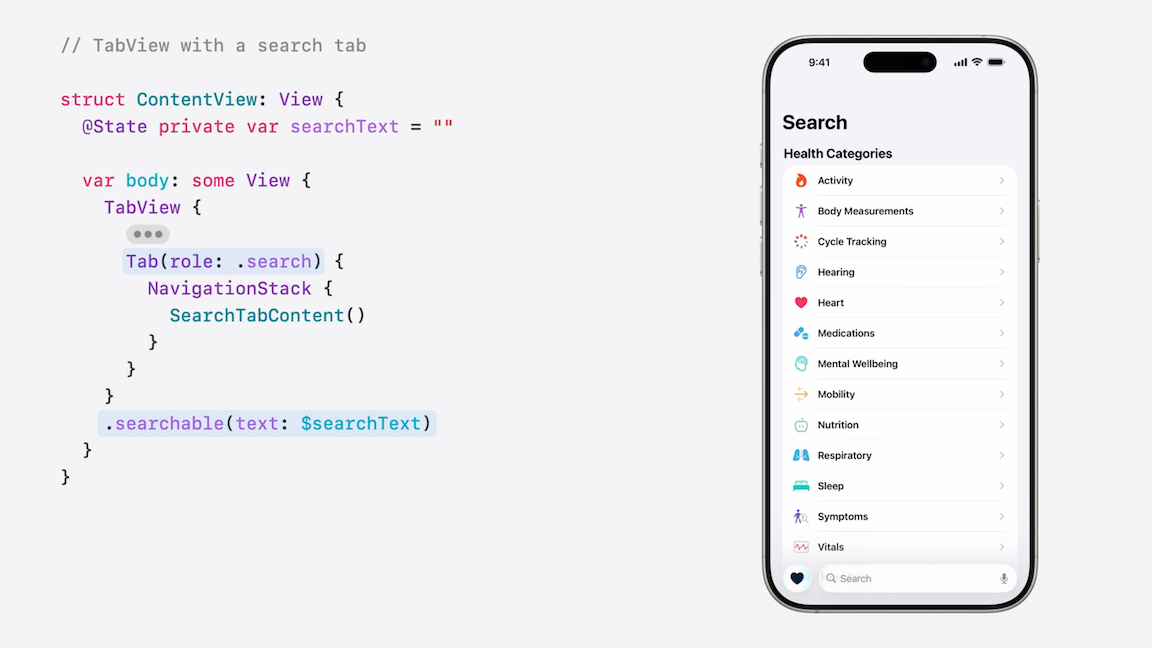 // TabView with a search tab
struct ContentView: View {
@State private var searchText = ""
var body: some View {
TabView {
•••
Tab(role: .search) {
NavigationStack {
SearchTabContent()
}
}
}
.searchable(text: $searchText)
}
}
9:41
Search
Health Categories
Activity
Body Measurements
Cycle Tracking
Hearing
Heart
Medications
Mental Wellbeing
Mobility
Nutrition
Respiratory
Sleep
Symptoms
Vitals
Search